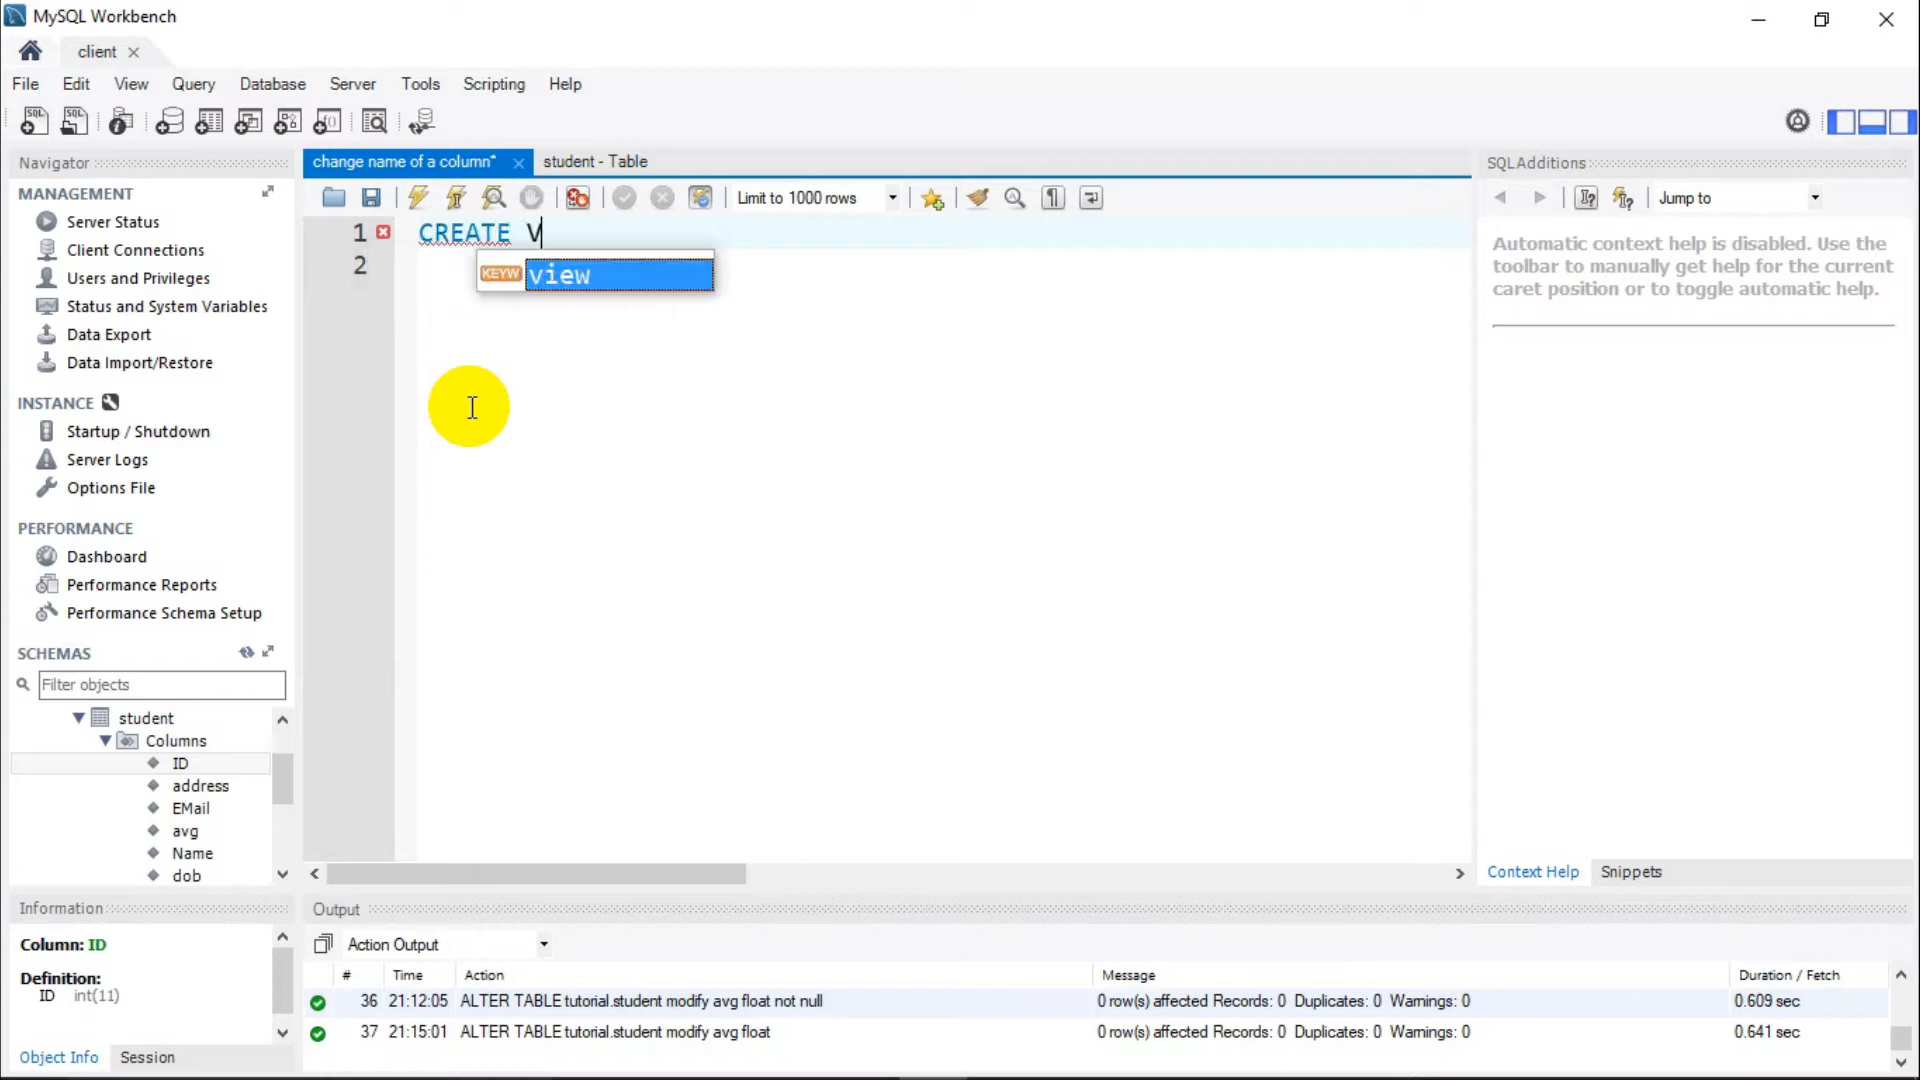 MySQL Workbench
client
File Edit View Query Database Server Tools Scripting Help
Navigator
MANAGEMENT
Server Status
Client Connections
Users and Privileges
Status and System Variables
Data Export
Data Import/Restore
INSTANCE
Startup / Shutdown
Server Logs
Options File
PERFORMANCE
Dashboard
Performance Reports
Performance Schema Setup
SCHEMAS
Filter objects
student
Columns
ID
address
EMail
avg
Name
dob
Information
Column: ID
Definition:
ID int(11)
Object Info Session
change name of a column* student - Table
Limit to 1000 rows
1 CREATE V
2
KEYW view
SQLAdditions
Jump to
Automatic context help is disabled. Use the
toolbar to manually get help for the current
caret position or to toggle automatic help.
Context Help Snippets
Output
Action Output
# Time Action Message Duration / Fetch
36 21:12:05 ALTER TABLE tutorial.student modify avg float not null 0 row(s) affected Records: 0 Duplicates: 0 Warnings: 0 0.609 sec
37 21:15:01 ALTER TABLE tutorial.student modify avg float 0 row(s) affected Records: 0 Duplicates: 0 Warnings: 0 0.641 sec